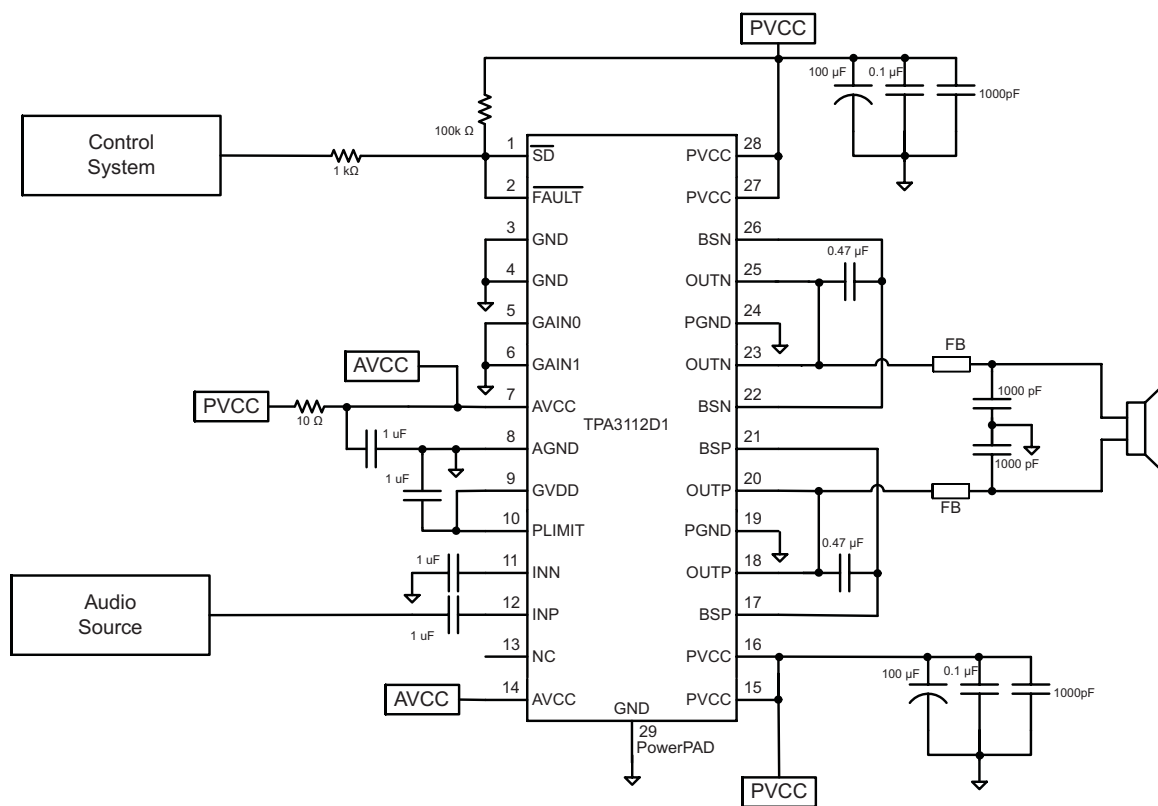 PVCC
100 µF
0.1 µF
1000pF
100k Ω
Control
System
1 kΩ
1
SD
28
PVCC
2
FAULT
27
PVCC
3
GND
26
BSN
0.47 µF
4
GND
25
OUTN
5
GAIN0
24
PGND
6
GAIN1
23
OUTN
FB
AVCC
PVCC
10 Ω
7
AVCC
22
BSN
1000 pF
TPA3112D1
1 uF
8
AGND
21
BSP
1000 pF
1 uF
9
GVDD
20
OUTP
FB
10
PLIMIT
19
PGND
0.47 µF
1 uF
11
INN
18
OUTP
Audio
Source
1 uF
12
INP
17
BSP
13
NC
16
PVCC
100 µF
0.1 µF
1000pF
AVCC
14
AVCC
15
PVCC
GND
29
PowerPAD
PVCC